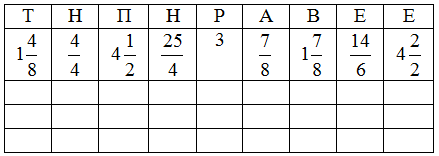 Т Н П Н Р А В Е Е
1 4/8 4/4 4 1/2 25/4 3 7/8 1 7/8 14/6 4 2/2